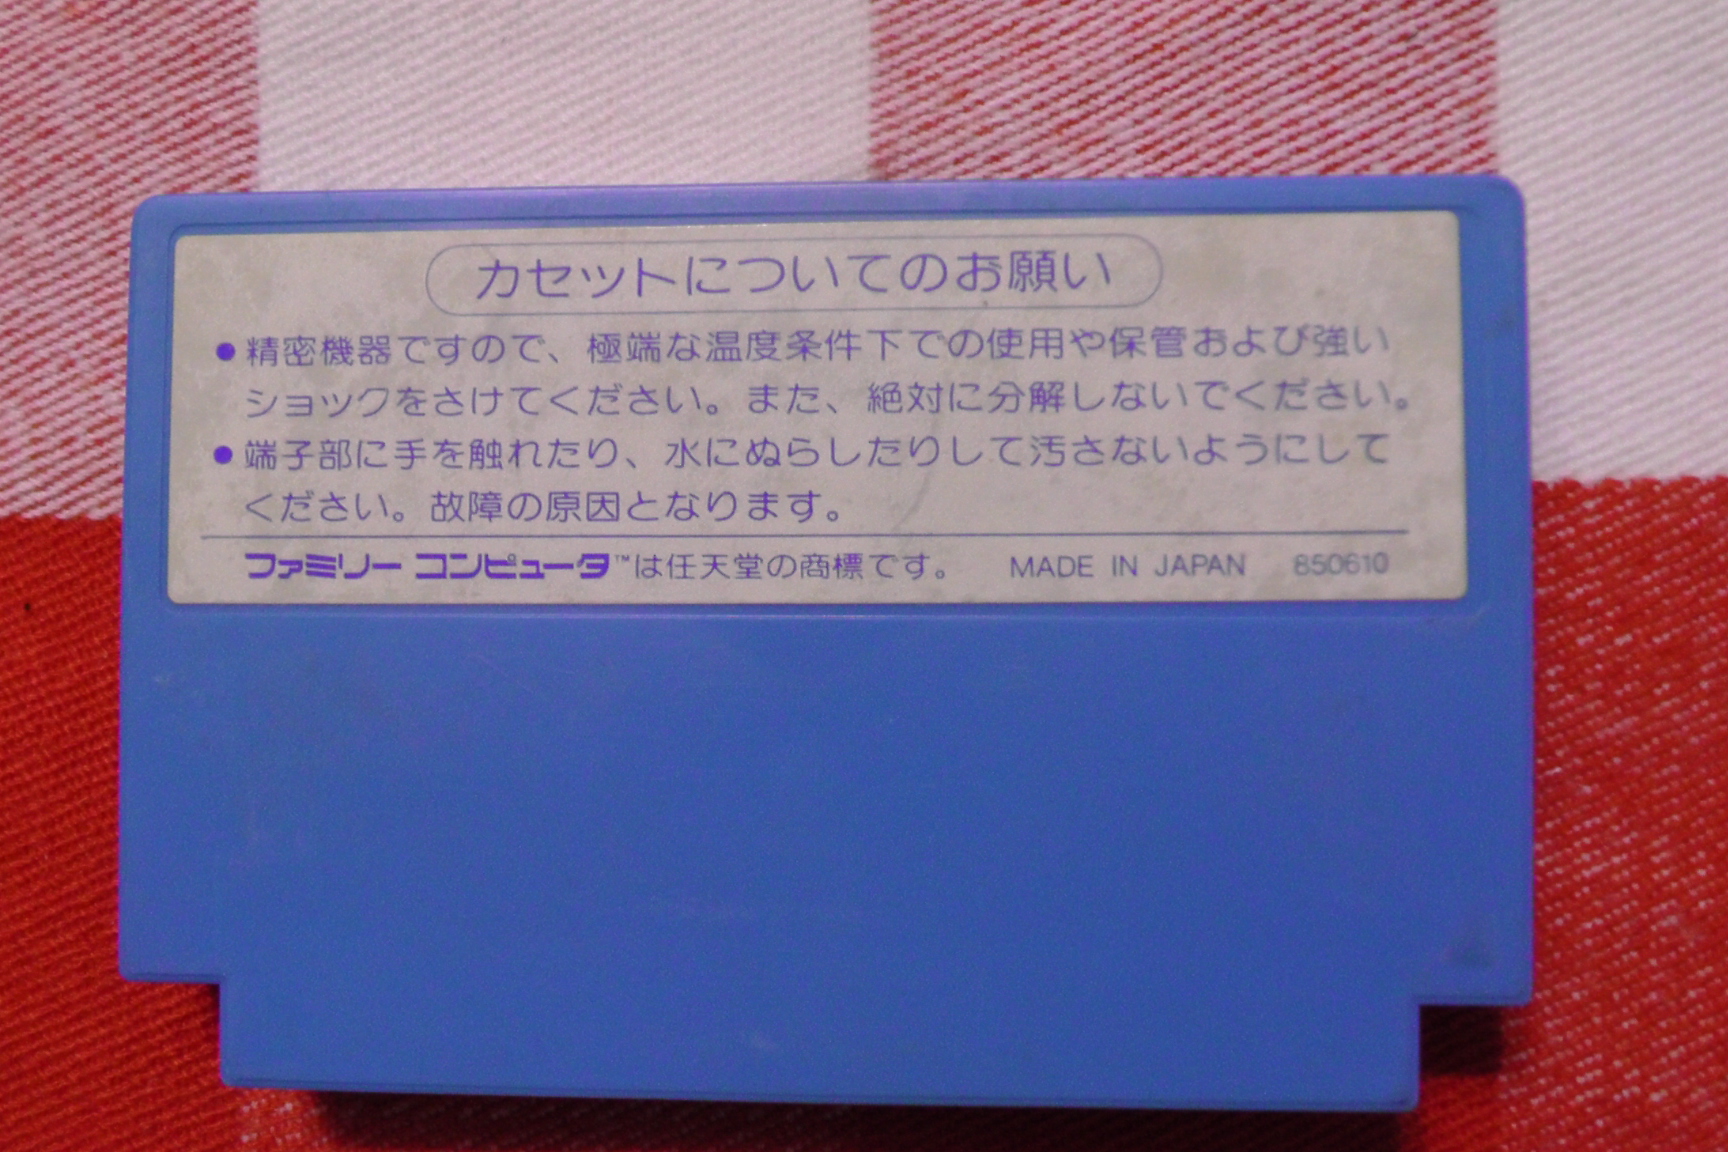 カセットについてのお願い
●精密機器ですので、極端な温度条件下での使用や保管および強い
ショックをさけてください。また、絶対に分解しないでください。
●端子部に手を触れたり、水にぬらしたりして汚さないようにして
ください。故障の原因となります。
ファミリー コンピュータ™は任天堂の商標です。 MADE IN JAPAN 850610